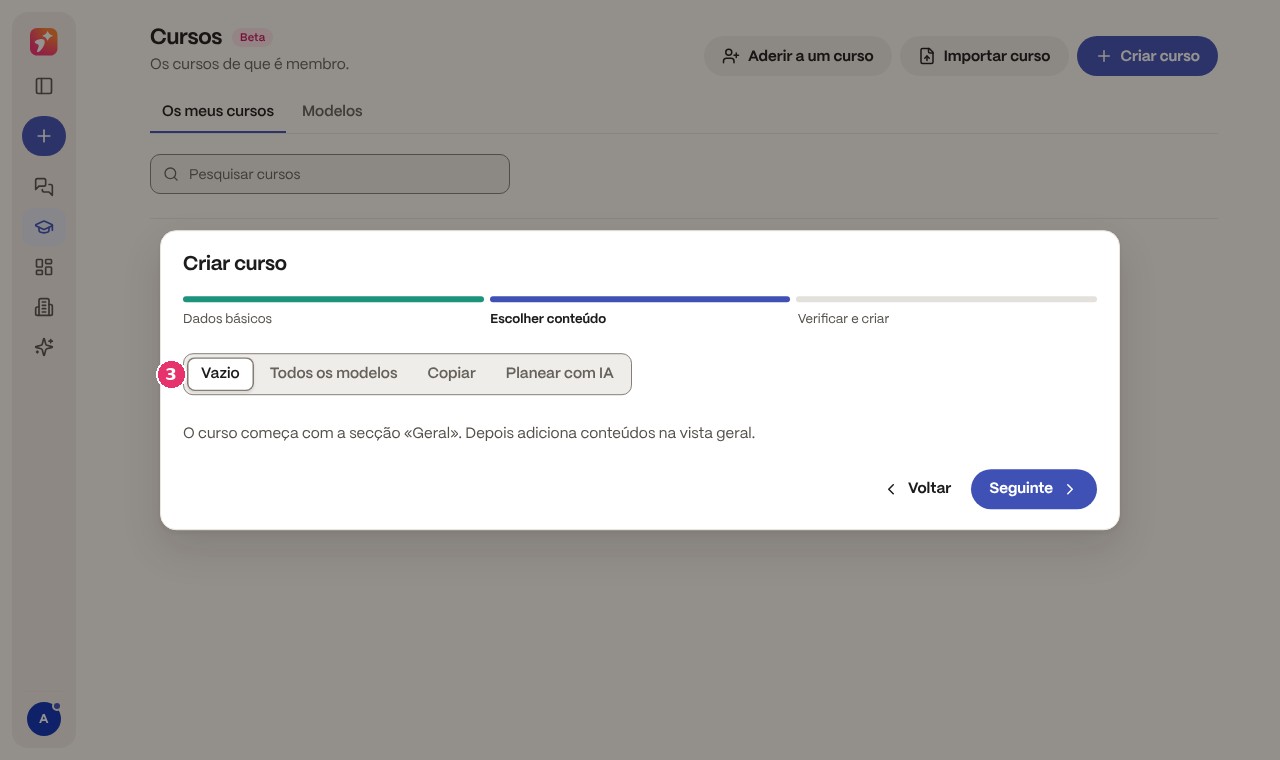 Cursos
Beta
Os cursos de que é membro.
Aderir a um curso
Importar curso
Criar curso
Os meus cursos
Modelos
Pesquisar cursos
Criar curso
Dados básicos
Escolher conteúdo
Verificar e criar
3
Vazio
Todos os modelos
Copiar
Planear com IA
O curso começa com a secção «Geral». Depois adiciona conteúdos na vista geral.
Voltar
Seguinte
A